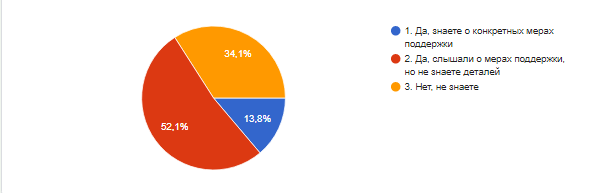 34,1%
52,1%
13,8%
1. Да, знаете о конкретных мерах
поддержки
2. Да, слышали о мерах поддержки,
но не знаете деталей
3. Нет, не знаете